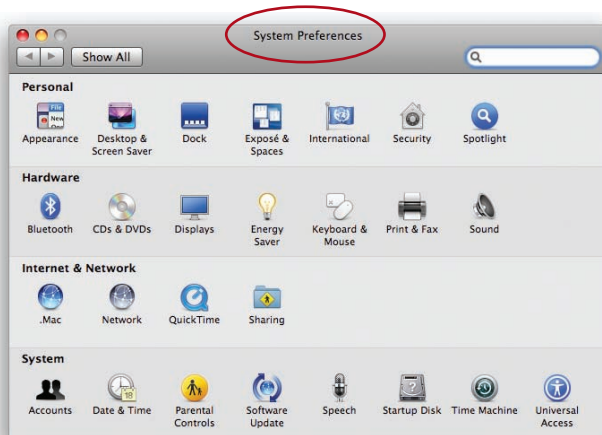 System Preferences
Show All
Personal
Appearance Desktop & Screen Saver Dock Exposé & Spaces International Security Spotlight
Hardware
Bluetooth CDs & DVDs Displays Energy Saver Keyboard & Mouse Print & Fax Sound
Internet & Network
.Mac Network QuickTime Sharing
System
Accounts Date & Time Parental Controls Software Update Speech Startup Disk Time Machine Universal Access